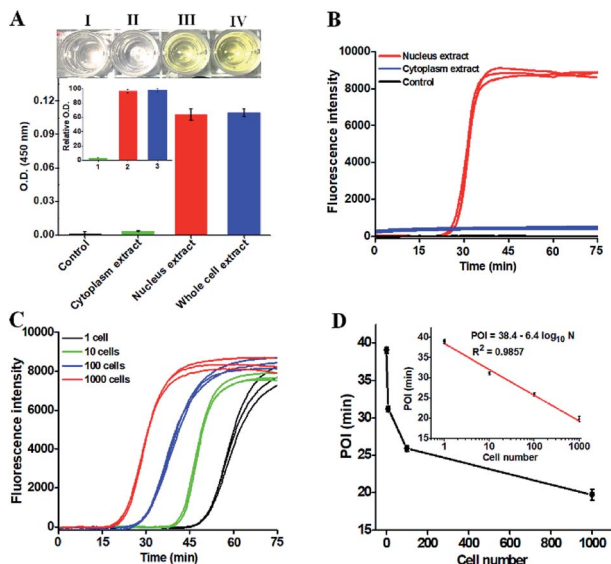 A
I II III IV
O.D. (450 nm)
0.12
0.09
0.06
0.03
0.00
Relative O.D.
100
80
60
40
20
0
1 2 3
Control
Cytoplasm extract
Nucleus extract
Whole cell extract
B
Fluorescence intensity
10000
8000
6000
4000
2000
0
Nucleus extract
Cytoplasm extract
Control
0 15 30 45 60 75
Time (min)
C
Fluorescence intensity
10000
8000
6000
4000
2000
0
1 cell
10 cells
100 cells
1000 cells
0 15 30 45 60 75
Time (min)
D
POI (min)
40
35
30
25
20
POI = 38.4 - 6.4 log10 N
R2 = 0.9857
POI (min)
40
35
30
25
20
15
1 10 100 1000
Cell number
0 200 400 600 800 1000
Cell number